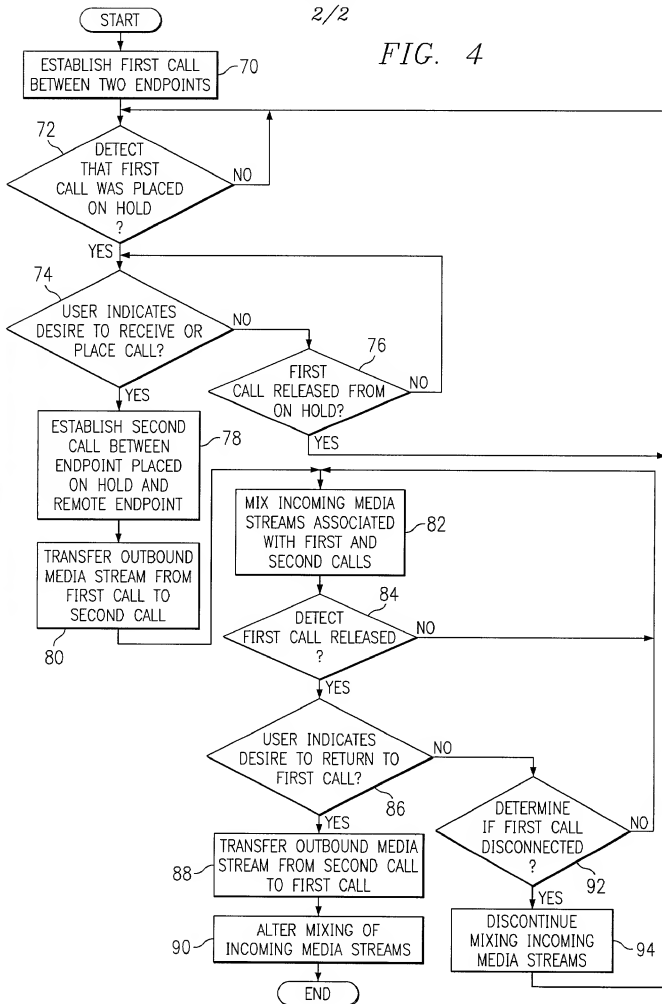 START
2/2
FIG. 4
ESTABLISH FIRST CALL
BETWEEN TWO ENDPOINTS
70
72
DETECT
THAT FIRST
CALL WAS PLACED
ON HOLD
?
NO
YES
74
USER INDICATES
DESIRE TO RECEIVE OR
PLACE CALL?
NO
YES
76
FIRST
CALL RELEASED FROM
ON HOLD?
NO
YES
ESTABLISH SECOND
CALL BETWEEN
ENDPOINT PLACED
ON HOLD AND
REMOTE ENDPOINT
78
TRANSFER OUTBOUND
MEDIA STREAM FROM
FIRST CALL TO
SECOND CALL
80
MIX INCOMING MEDIA
STREAMS ASSOCIATED
WITH FIRST AND
SECOND CALLS
82
84
DETECT
FIRST CALL RELEASED
?
NO
YES
USER INDICATES
DESIRE TO RETURN TO
FIRST CALL?
NO
86
YES
TRANSFER OUTBOUND MEDIA
STREAM FROM SECOND CALL
TO FIRST CALL
88
DETERMINE
IF FIRST CALL
DISCONNECTED
?
NO
92
YES
90
ALTER MIXING OF
INCOMING MEDIA STREAMS
DISCONTINUE
MIXING INCOMING
MEDIA STREAMS
94
END